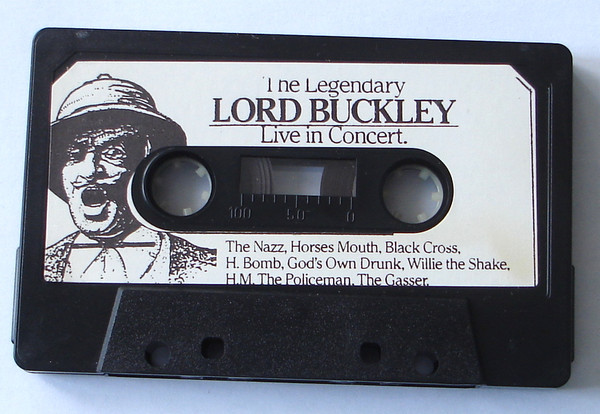 The Legendary
LORD BUCKLEY
Live in Concert.
100 50 0
The Nazz, Horses Mouth, Black Cross,
H. Bomb, God's Own Drunk, Willie the Shake,
H.M. The Policeman, The Gasser.